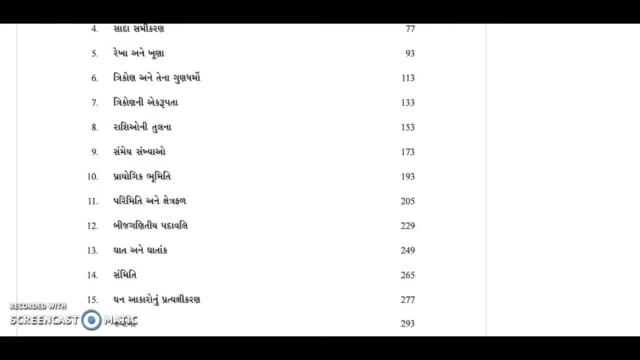 4. સાદા સમીકરણ 77
5. રેખા અને ખૂણા 93
6. ત્રિકોણ અને તેના ગુણધર્મો 113
7. ત્રિકોણની એકરૂપતા 133
8. રાશિઓની તુલના 153
9. સંમેય સંખ્યાઓ 173
10. પ્રાયોગિક ભૂમિતિ 193
11. પરિમિતિ અને ક્ષેત્રફળ 205
12. બીજગણિતીય પદાવલિ 229
13. ઘાત અને ઘાતાંક 249
14. સંમિતિ 265
15. ઘન આકારોનું પ્રત્યક્ષીકરણ 277
293
RECORDED WITH
SCREENCAST MATIC